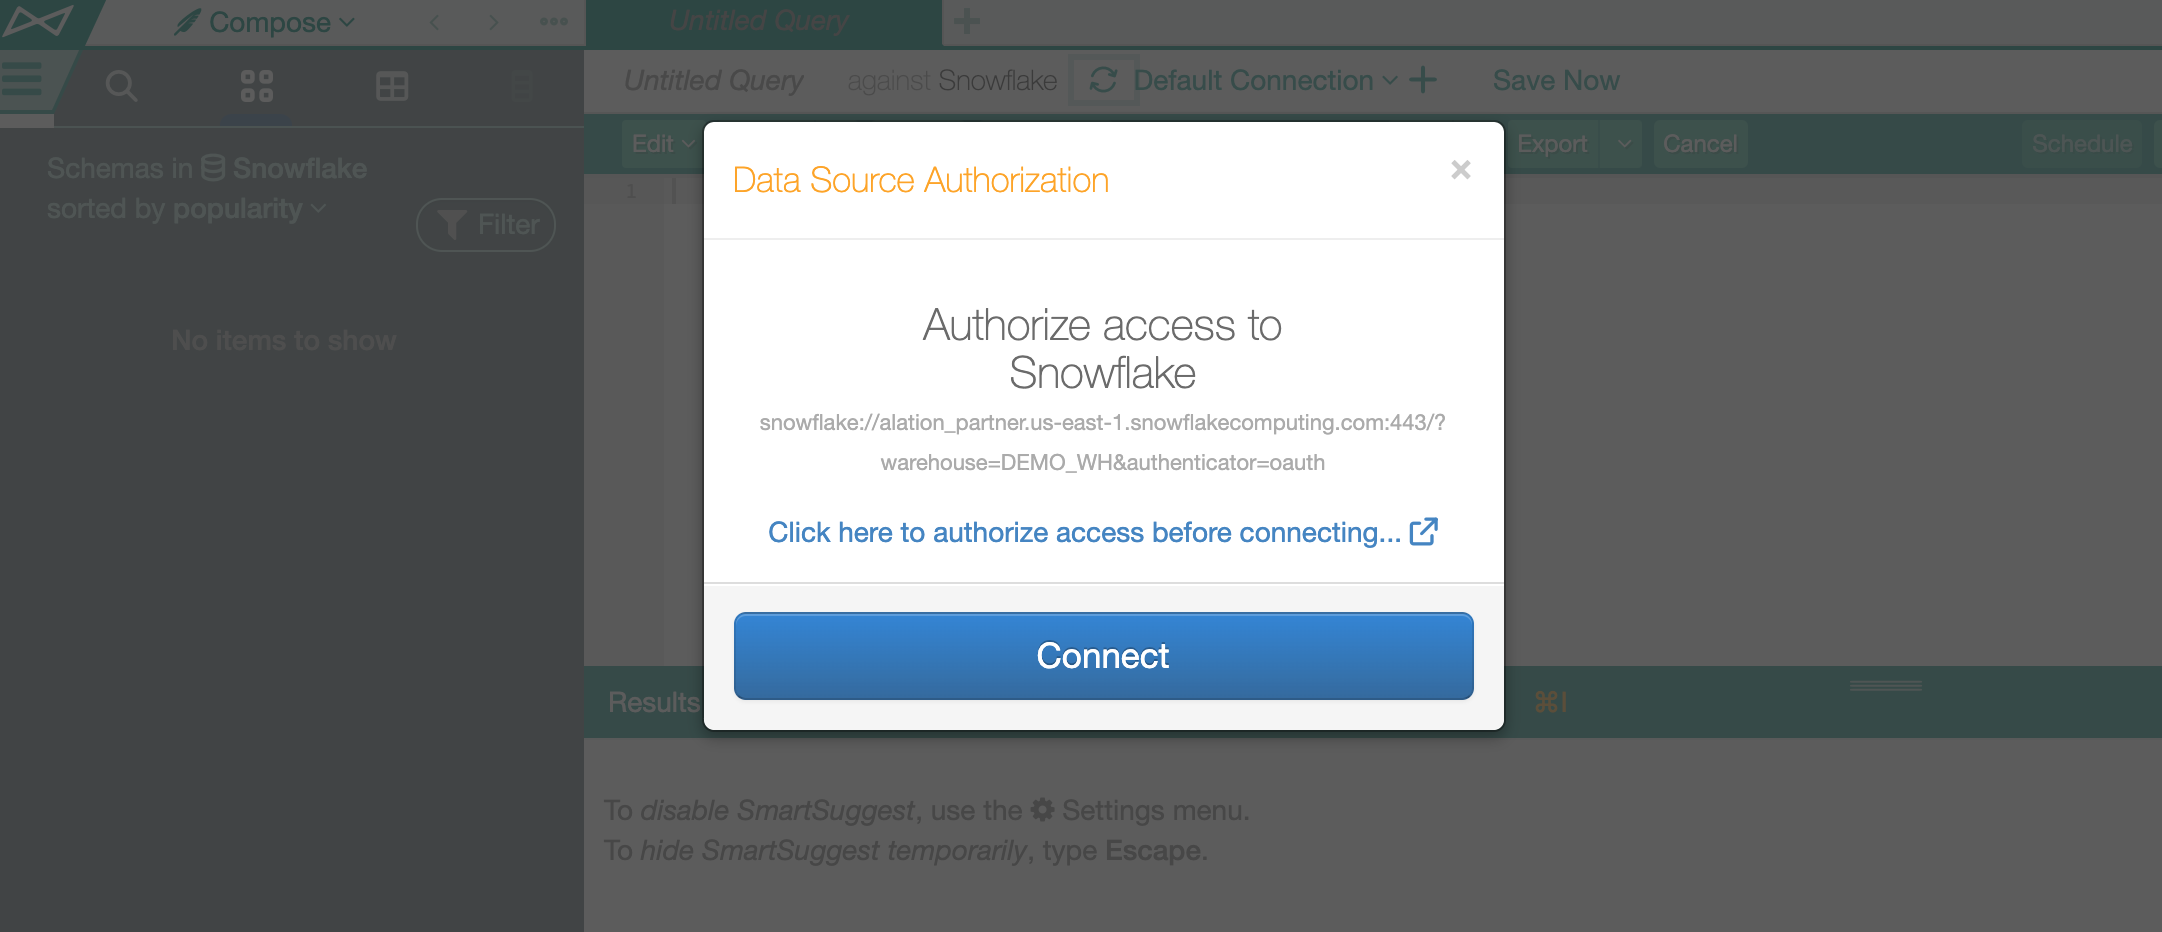 Compose
Untitled Query
Untitled Query against Snowflake Default Connection Save Now
Schemas in Snowflake
sorted by popularity
Filter
No items to show
Edit
Export
Cancel
Schedule
1
Data Source Authorization
×
Authorize access to
Snowflake
snowflake://alation_partner.us-east-1.snowflakecomputing.com:443/?
warehouse=DEMO_WH&authenticator=oauth
Click here to authorize access before connecting...
Connect
Results
⌘I
To disable SmartSuggest, use the Settings menu.
To hide SmartSuggest temporarily, type Escape.